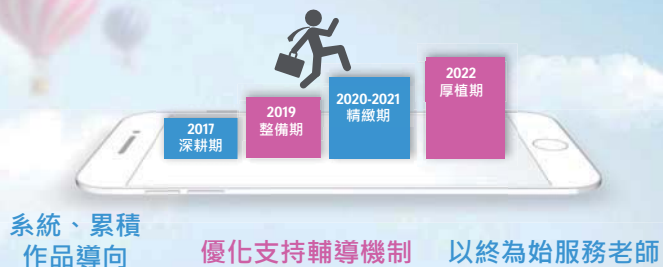 2017
深耕期
2019
整備期
2020-2021
精緻期
2022
厚植期
系統、累積
作品導向
優化支持輔導機制
以終為始服務老師